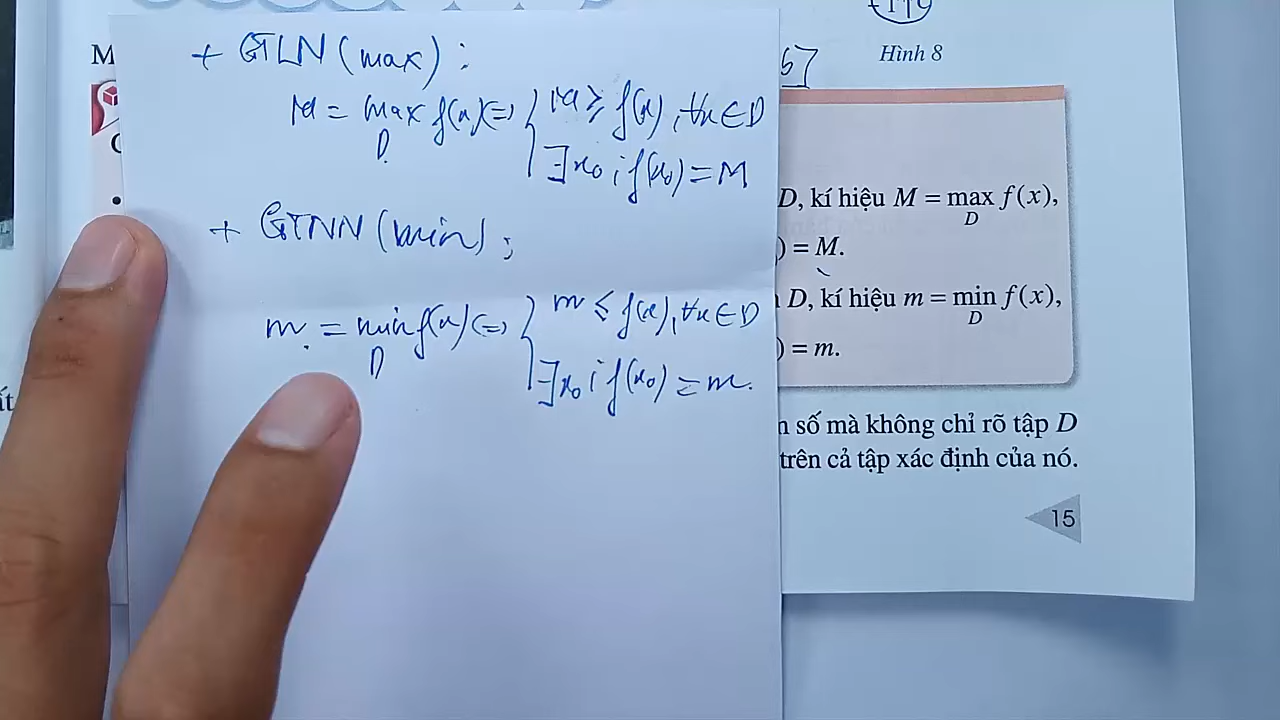 Hình 8
M
+ GTLN (max) :
M = max f(x) <=> { M ≥ f(x), ∀x ∈ D
D
∃x₀ ; f(x₀) = M
D, kí hiệu M = max f(x),
D
) = M.
+ GTNN (min) ;
m = min f(x) <=> { m ≤ f(x), ∀x ∈ D
D
∃x₀ ; f(x₀) = m.
D, kí hiệu m = min f(x),
D
) = m.
số mà không chỉ rõ tập D
trên cả tập xác định của nó.
15